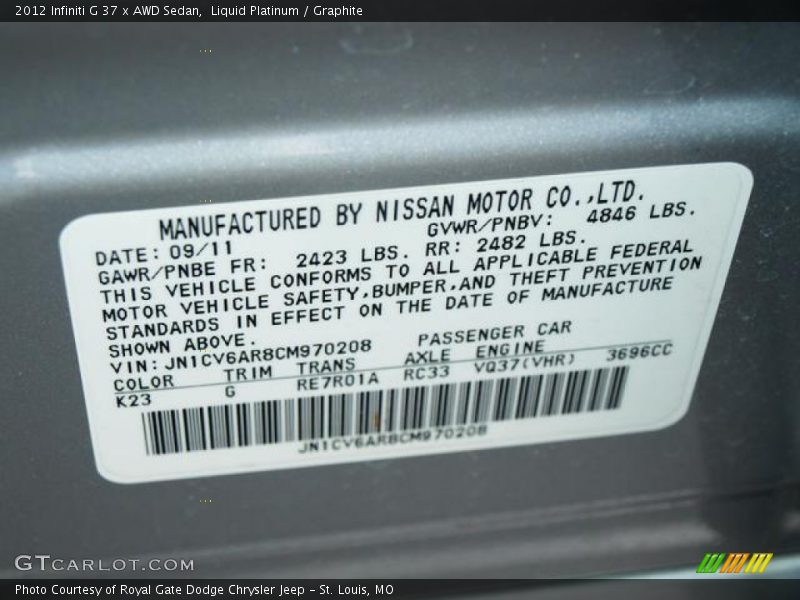 2012 Infiniti G 37 x AWD Sedan,  Liquid Platinum / Graphite
MANUFACTURED BY NISSAN MOTOR CO.,LTD.
DATE: 09/11 GVWR/PNBV: 4846 LBS.
GAWR/PNBE FR: 2423 LBS. RR: 2482 LBS.
THIS VEHICLE CONFORMS TO ALL APPLICABLE FEDERAL
MOTOR VEHICLE SAFETY,BUMPER,AND THEFT PREVENTION
STANDARDS IN EFFECT ON THE DATE OF MANUFACTURE
SHOWN ABOVE.
VIN: JN1CV6AR8CM970208 PASSENGER CAR
COLOR TRIM TRANS AXLE ENGINE
K23 G RE7R01A RC33 VQ37(VHR) 3696CC
JN1CV6AR8CM970208
GTCARLOT.COM
Photo Courtesy of Royal Gate Dodge Chrysler Jeep - St. Louis, MO